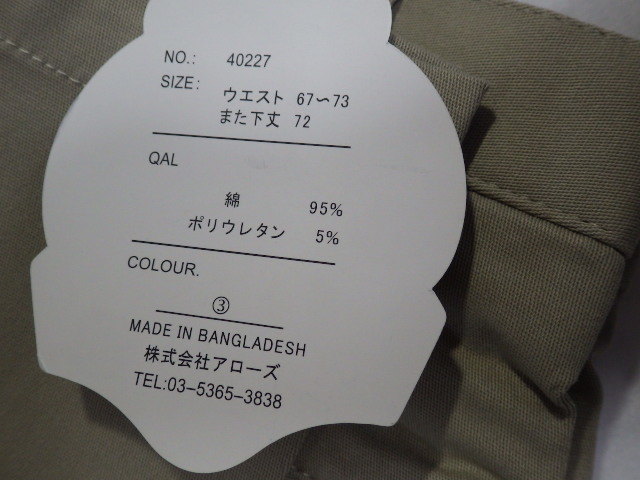 NO.: 40227
SIZE: ウエスト 67〜73
また下丈 72
QAL
綿 95%
ポリウレタン 5%
COLOUR.
③
MADE IN BANGLADESH
株式会社アローズ
TEL:03-5365-3838